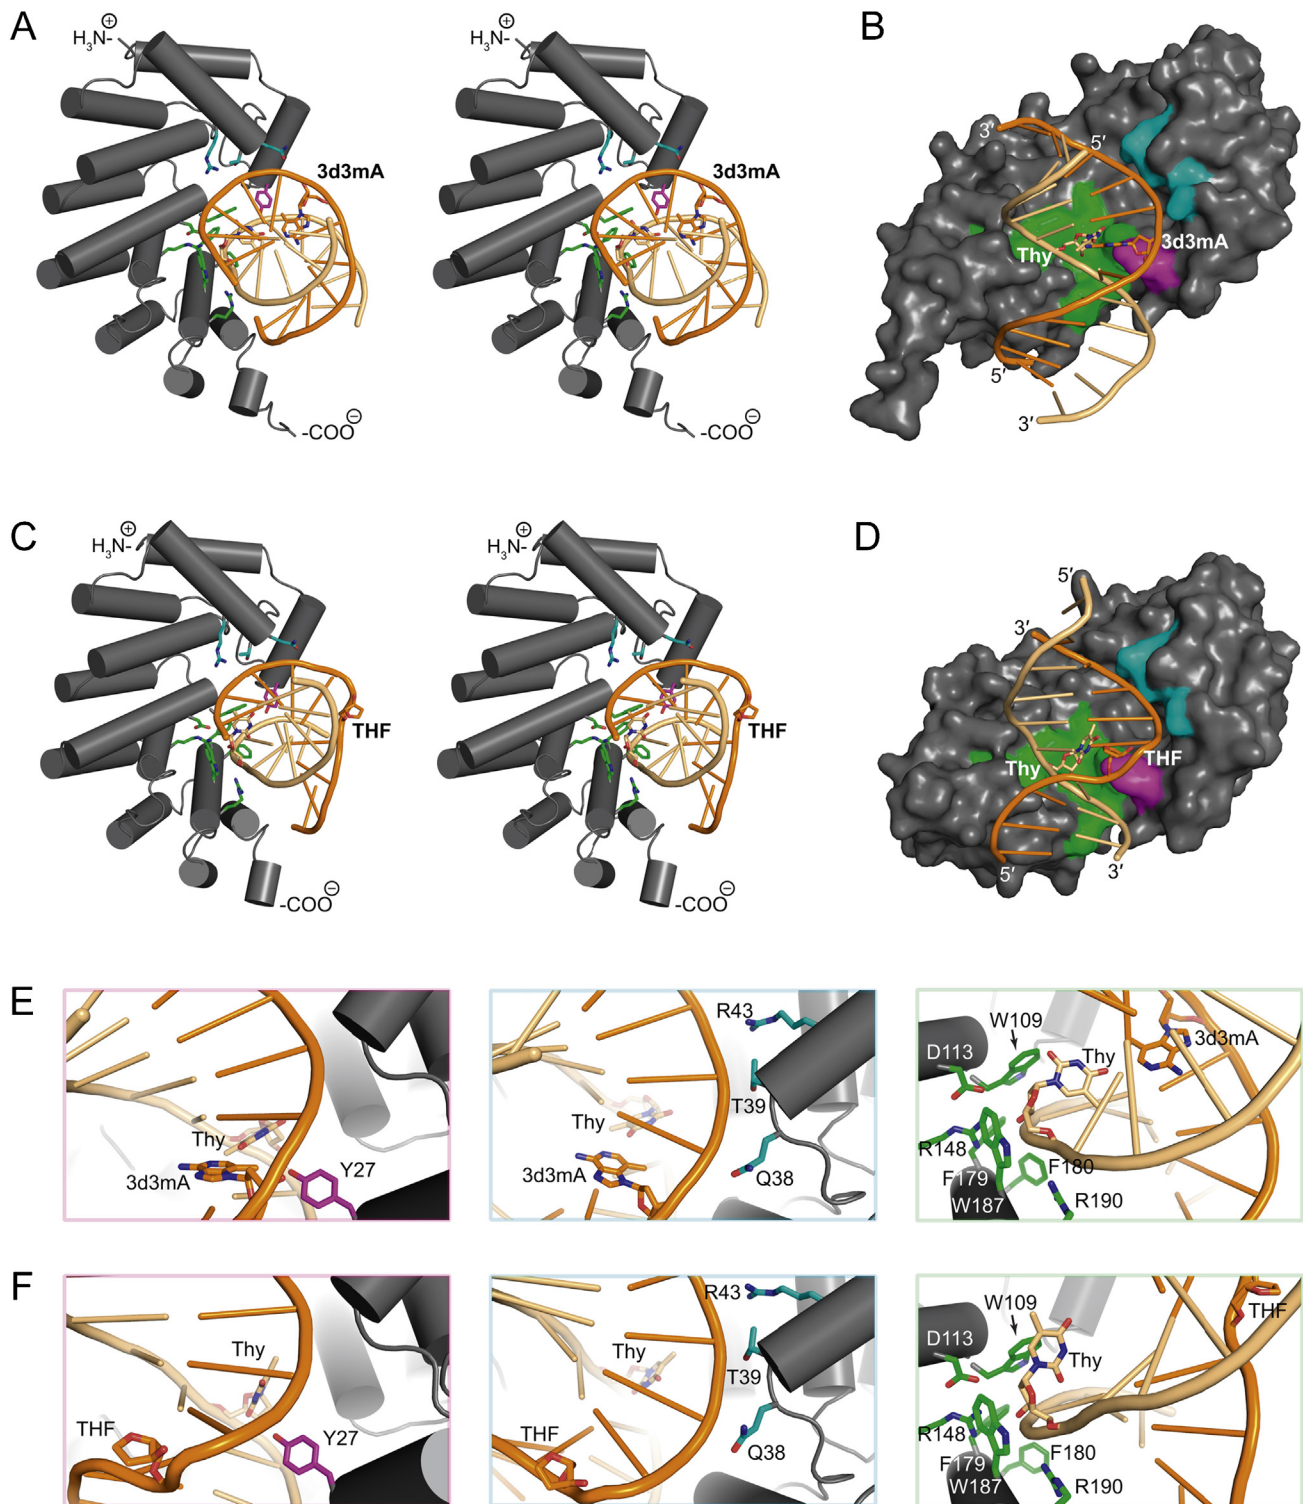 A
H₃N-⊕
3d3mA
-COO⊖
H₃N-⊕
3d3mA
-COO⊖
B
3′
5′
Thy
3d3mA
5′
3′
C
H₃N-⊕
THF
-COO⊖
H₃N-⊕
THF
-COO⊖
D
5′
3′
Thy
THF
5′
3′
E
Thy
3d3mA
Y27
R43
T39
Thy
3d3mA
Q38
W109
D113
Thy
3d3mA
R148
F180
F179
W187
R190
F
Thy
THF
Y27
R43
T39
Thy
THF
Q38
W109
D113
Thy
THF
R148
F180
F179
W187
R190